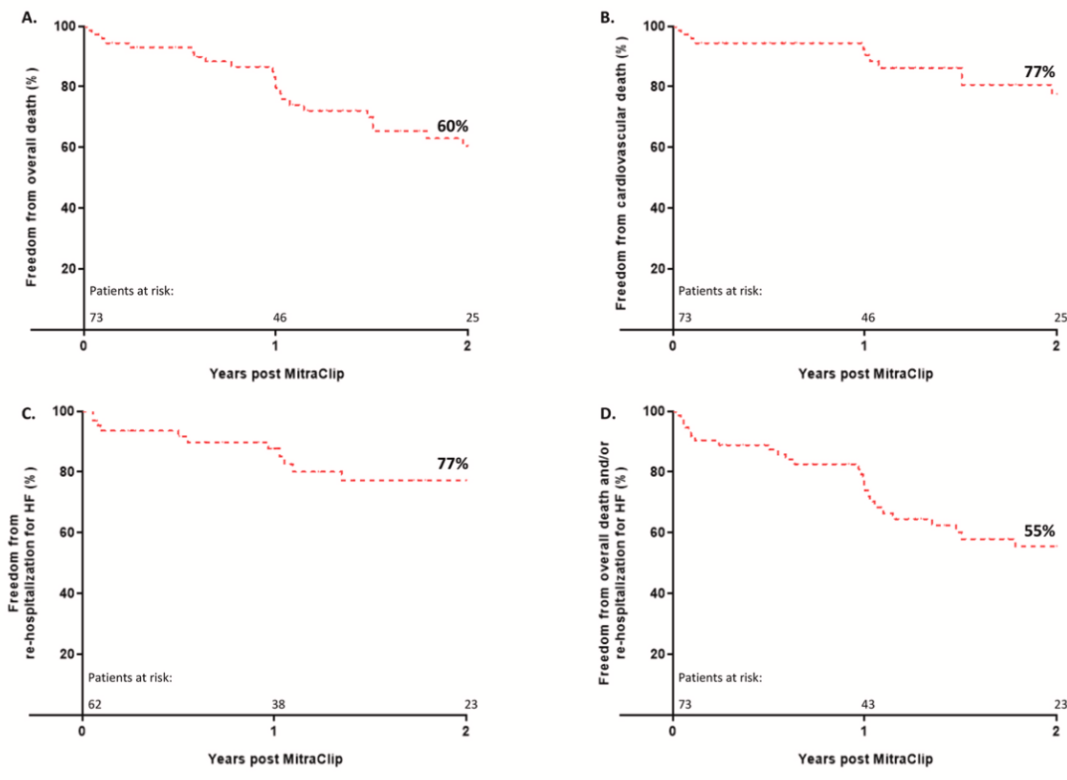 A.
Freedom from overall death (%)
100
80
60
40
20
60%
Patients at risk:
73 46 25
0 1 2
Years post MitraClip
B.
Freedom from cardiovascular death (%)
100
80
60
40
20
77%
Patients at risk:
73 46 25
0 1 2
Years post MitraClip
C.
Freedom from
re-hospitalization for HF (%)
100
80
60
40
20
77%
Patients at risk:
62 38 23
0 1 2
Years post MitraClip
D.
Freedom from overall death and/or
re-hospitalization for HF (%)
100
80
60
40
20
55%
Patients at risk:
73 43 23
0 1 2
Years post MitraClip